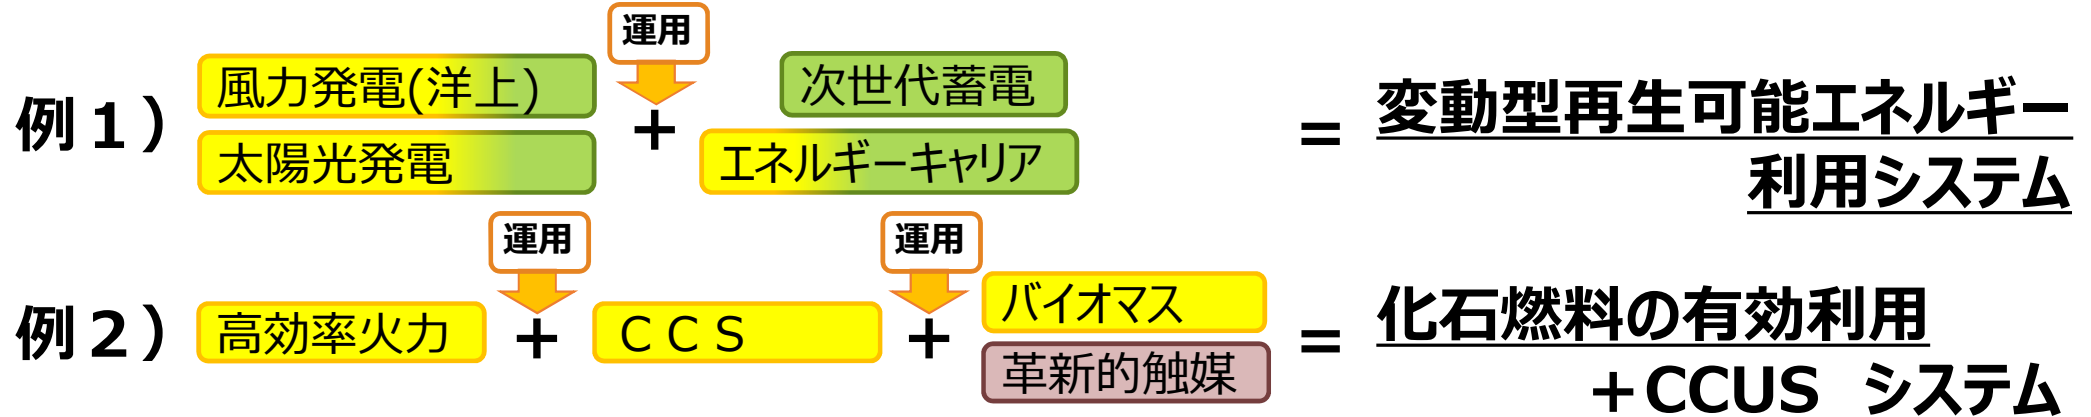 運用
例１） 風力発電(洋上) ＋ 次世代蓄電 ＝ 変動型再生可能エネルギー
太陽光発電 エネルギーキャリア 利用システム
運用 運用
例２） 高効率火力 ＋ ＣＣＳ ＋ バイオマス ＝ 化石燃料の有効利用
革新的触媒 ＋CCUS システム